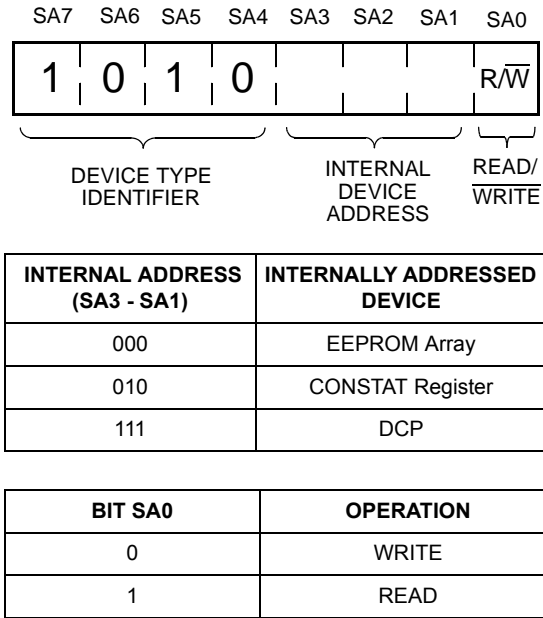 SA7 SA6 SA5 SA4 SA3 SA2 SA1 SA0
1 0 1 0 R/W̅
DEVICE TYPE IDENTIFIER
INTERNAL DEVICE ADDRESS
READ/W̅R̅I̅T̅E̅
INTERNAL ADDRESS (SA3 - SA1) INTERNALLY ADDRESSED DEVICE
000 EEPROM Array
010 CONSTAT Register
111 DCP
BIT SA0 OPERATION
0 WRITE
1 READ